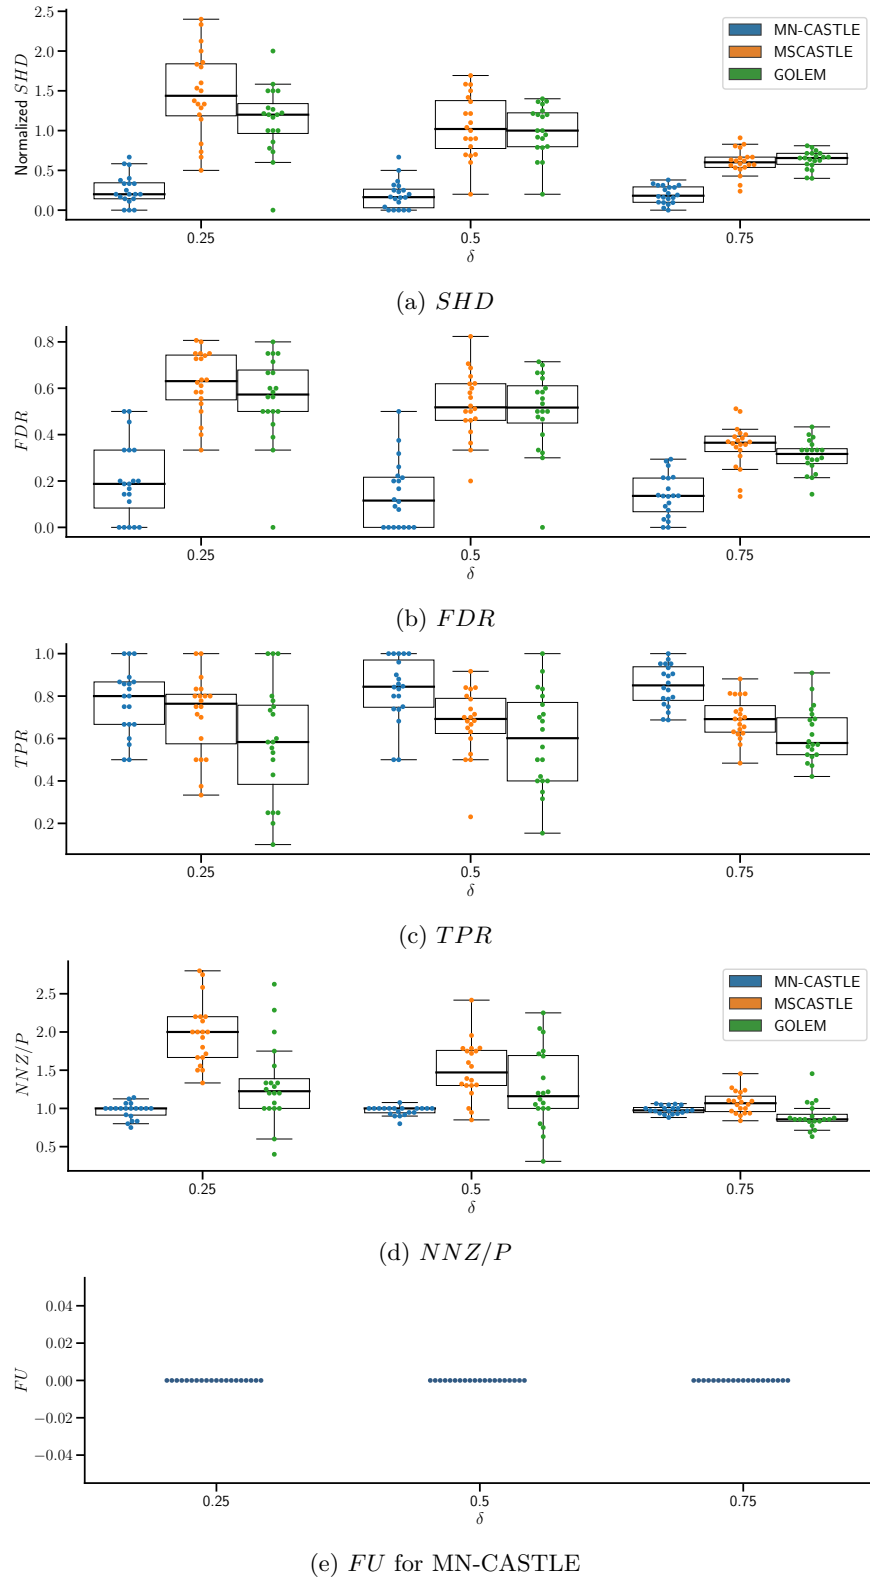 2.5
2.0
1.5
1.0
0.5
0.0
Normalized SHD
MN-CASTLE
MSCASTLE
GOLEM
0.25 0.5 0.75
δ
(a) SHD
0.8
0.6
0.4
0.2
0.0
FDR
0.25 0.5 0.75
δ
(b) FDR
1.0
0.8
0.6
0.4
0.2
TPR
0.25 0.5 0.75
δ
(c) TPR
2.5
2.0
1.5
1.0
0.5
NNZ/P
MN-CASTLE
MSCASTLE
GOLEM
0.25 0.5 0.75
δ
(d) NNZ/P
0.04
0.02
0.00
−0.02
−0.04
FU
0.25 0.5 0.75
δ
(e) FU for MN-CASTLE